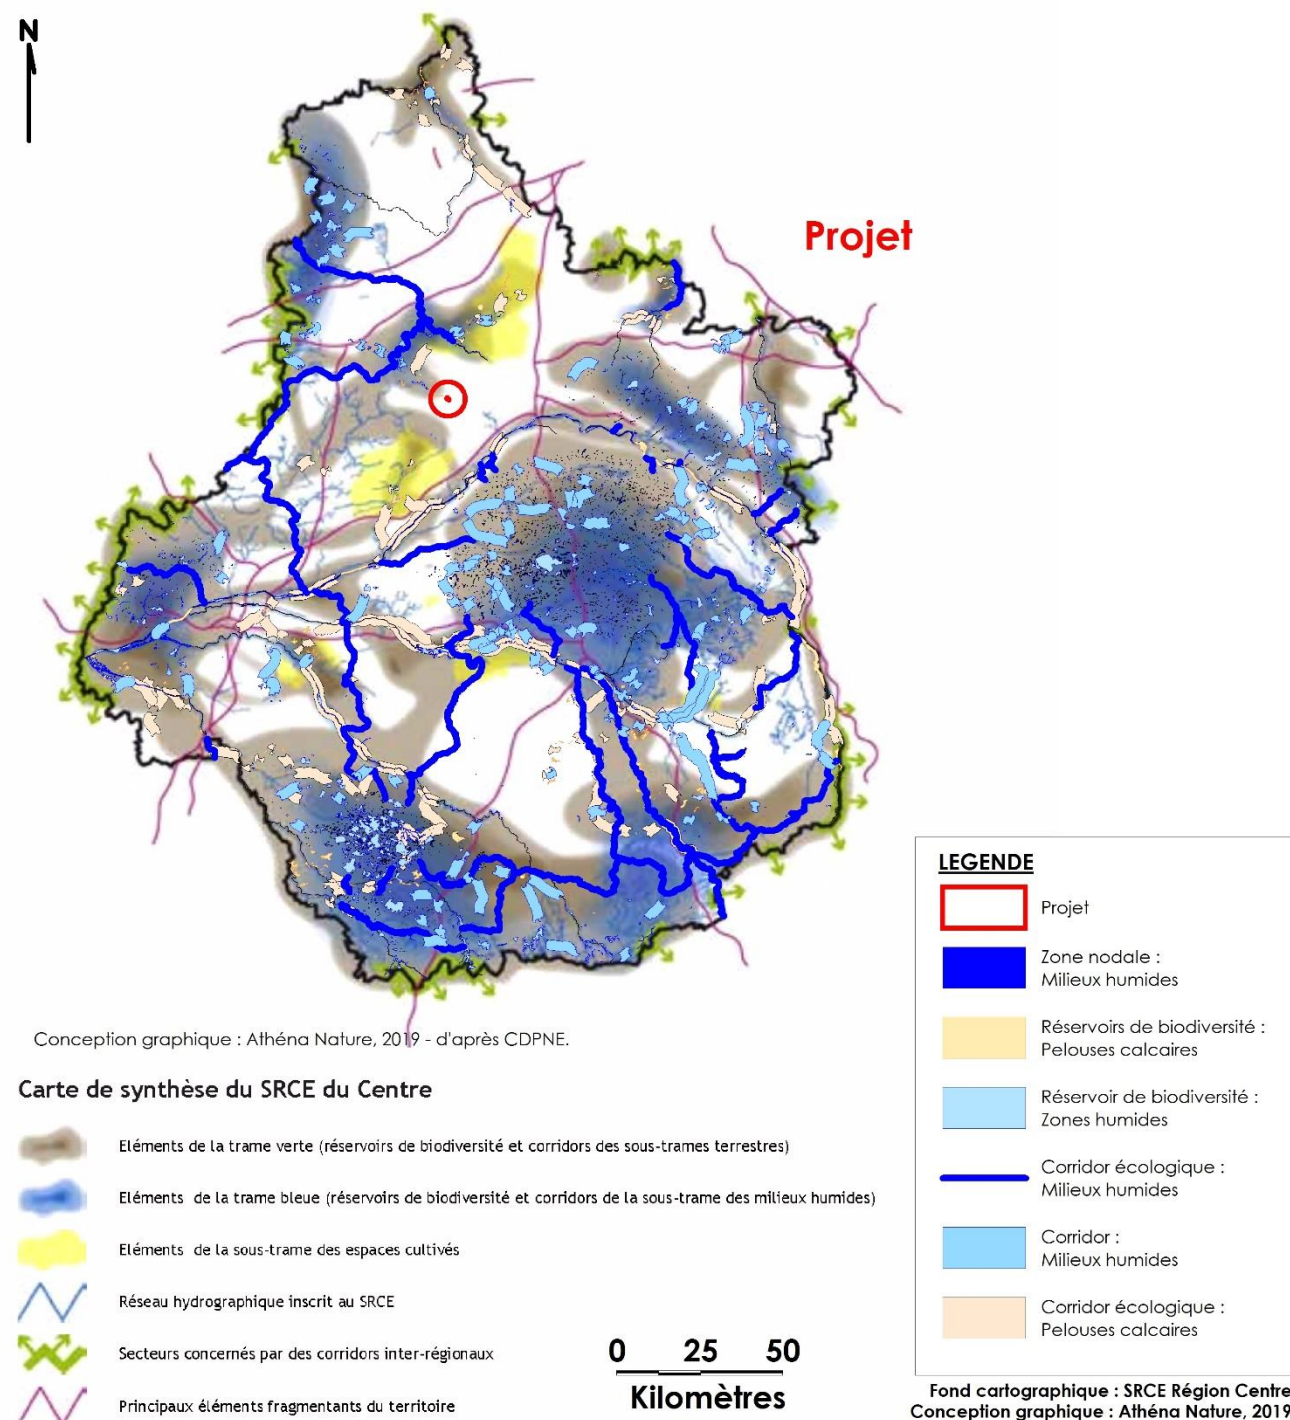 N
Projet
Conception graphique : Athéna Nature, 2019 - d'après CDPNE.
Carte de synthèse du SRCE du Centre
Eléments de la trame verte (réservoirs de biodiversité et corridors des sous-trames terrestres)
Eléments de la trame bleue (réservoirs de biodiversité et corridors de la sous-trame des milieux humides)
Eléments de la sous-trame des espaces cultivés
Réseau hydrographique inscrit au SRCE
Secteurs concernés par des corridors inter-régionaux
Principaux éléments fragmentants du territoire
0 25 50
Kilomètres
LEGENDE
Projet
Zone nodale :
Milieux humides
Réservoirs de biodiversité :
Pelouses calcaires
Réservoir de biodiversité :
Zones humides
Corridor écologique :
Milieux humides
Corridor :
Milieux humides
Corridor écologique :
Pelouses calcaires
Fond cartographique : SRCE Région Centre
Conception graphique : Athéna Nature, 2019